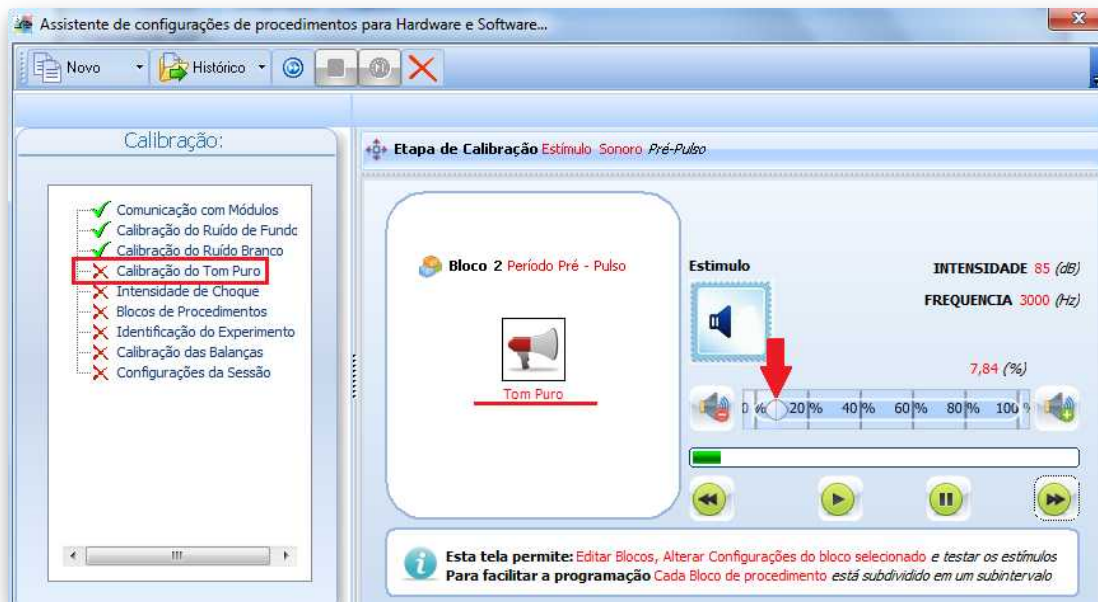 Assistente de configurações de procedimentos para Hardware e Software...
Novo
Histórico
Calibração:
Comunicação com Módulos
Calibração do Ruído de Fundc
Calibração do Ruído Branco
Calibração do Tom Puro
Intensidade de Choque
Blocos de Procedimentos
Identificação do Experimento
Calibração das Balanças
Configurações da Sessão
Etapa de Calibração Estímulo Sonoro Pré-Pulso
Bloco 2 Período Pré - Pulso
Tom Puro
Estimulo
INTENSIDADE 85 (dB)
FREQUENCIA 3000 (Hz)
7,84 (%)
0 % 20 % 40 % 60 % 80 % 100 %
Esta tela permite: Editar Blocos, Alterar Configurações do bloco selecionado e testar os estímulos
Para facilitar a programação Cada Bloco de procedimento está subdividido em um subintervalo